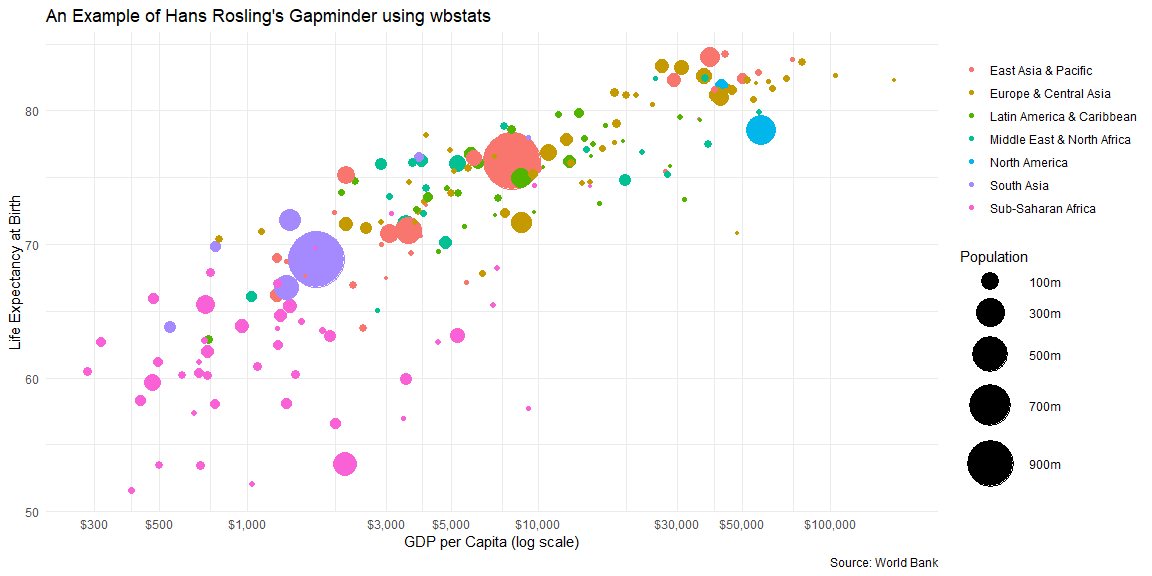 An Example of Hans Rosling's Gapminder using wbstats
Life Expectancy at Birth
80
70
60
50
$300
$500
$1,000
$3,000
$5,000
$10,000
$30,000
$50,000
$100,000
GDP per Capita (log scale)
East Asia & Pacific
Europe & Central Asia
Latin America & Caribbean
Middle East & North Africa
North America
South Asia
Sub-Saharan Africa
Population
100m
300m
500m
700m
900m
Source: World Bank